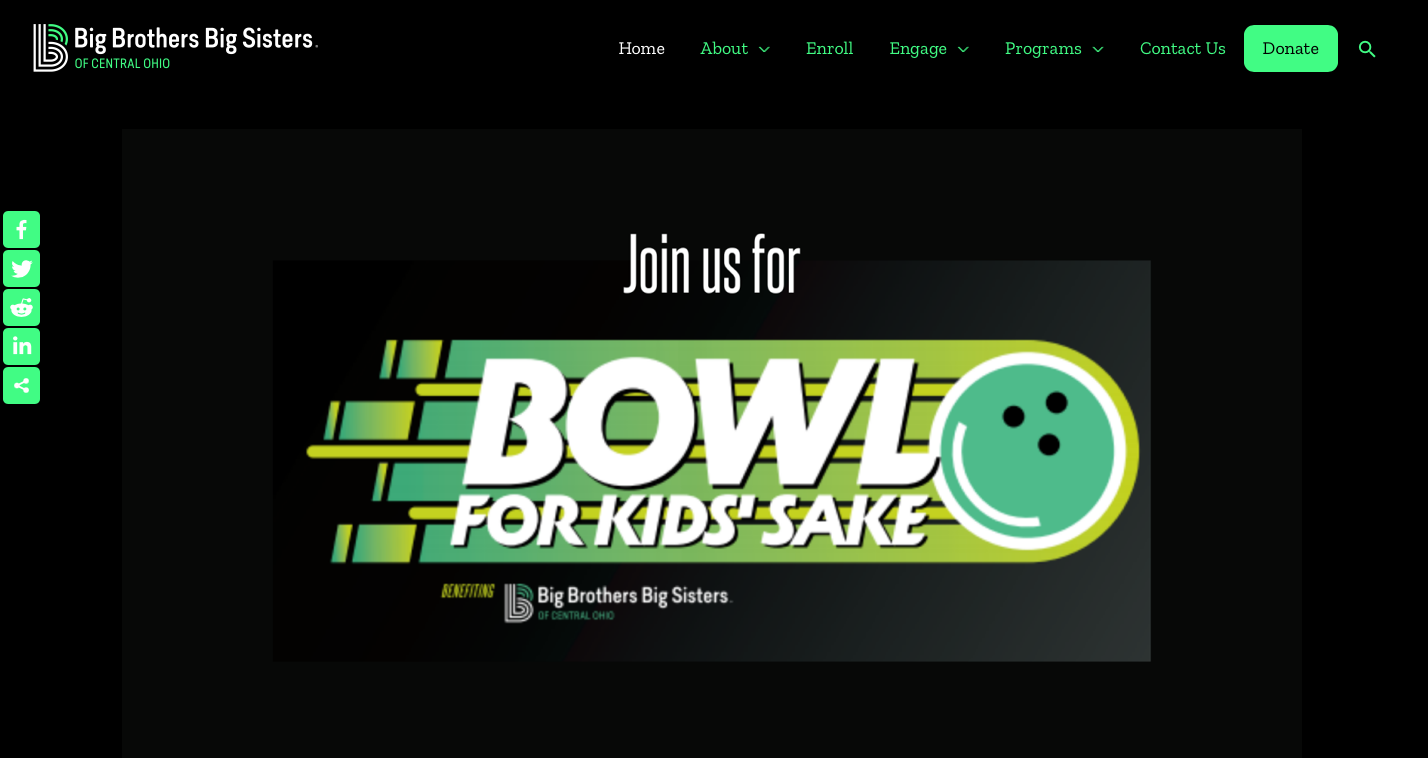 Big Brothers Big Sisters.
OF CENTRAL OHIO
Home
About
Enroll
Engage
Programs
Contact Us
Donate
Join us for
BOWL
FOR KIDS' SAKE
BENEFITING
Big Brothers Big Sisters.
OF CENTRAL OHIO